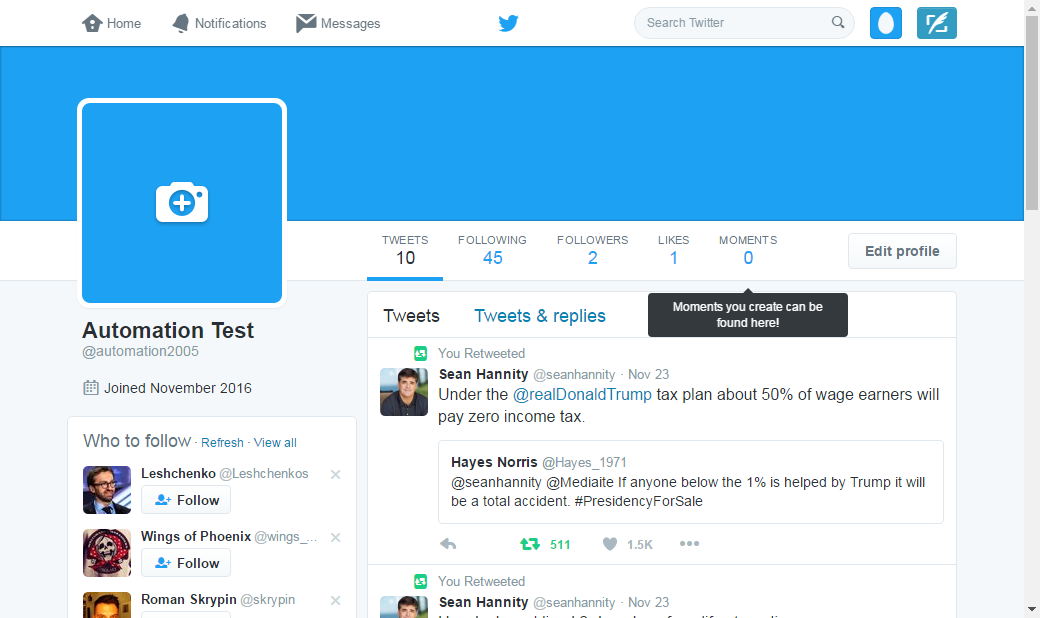 Home Notifications Messages Search Twitter
TWEETS FOLLOWING FOLLOWERS LIKES MOMENTS
10 45 2 1 0
Edit profile
Moments you create can be
found here!
Automation Test
@automation2005
Joined November 2016
Who to follow · Refresh · View all
Leshchenko @Leshchenkos
Follow
Wings of Phoenix @wings_...
Follow
Roman Skrypin @skrypin
Tweets Tweets & replies
You Retweeted
Sean Hannity @seanhannity · Nov 23
Under the @realDonaldTrump tax plan about 50% of wage earners will
pay zero income tax.
Hayes Norris @Hayes_1971
@seanhannity @Mediaite If anyone below the 1% is helped by Trump it will
be a total accident. #PresidencyForSale
511 1.5K
You Retweeted
Sean Hannity @seanhannity · Nov 23